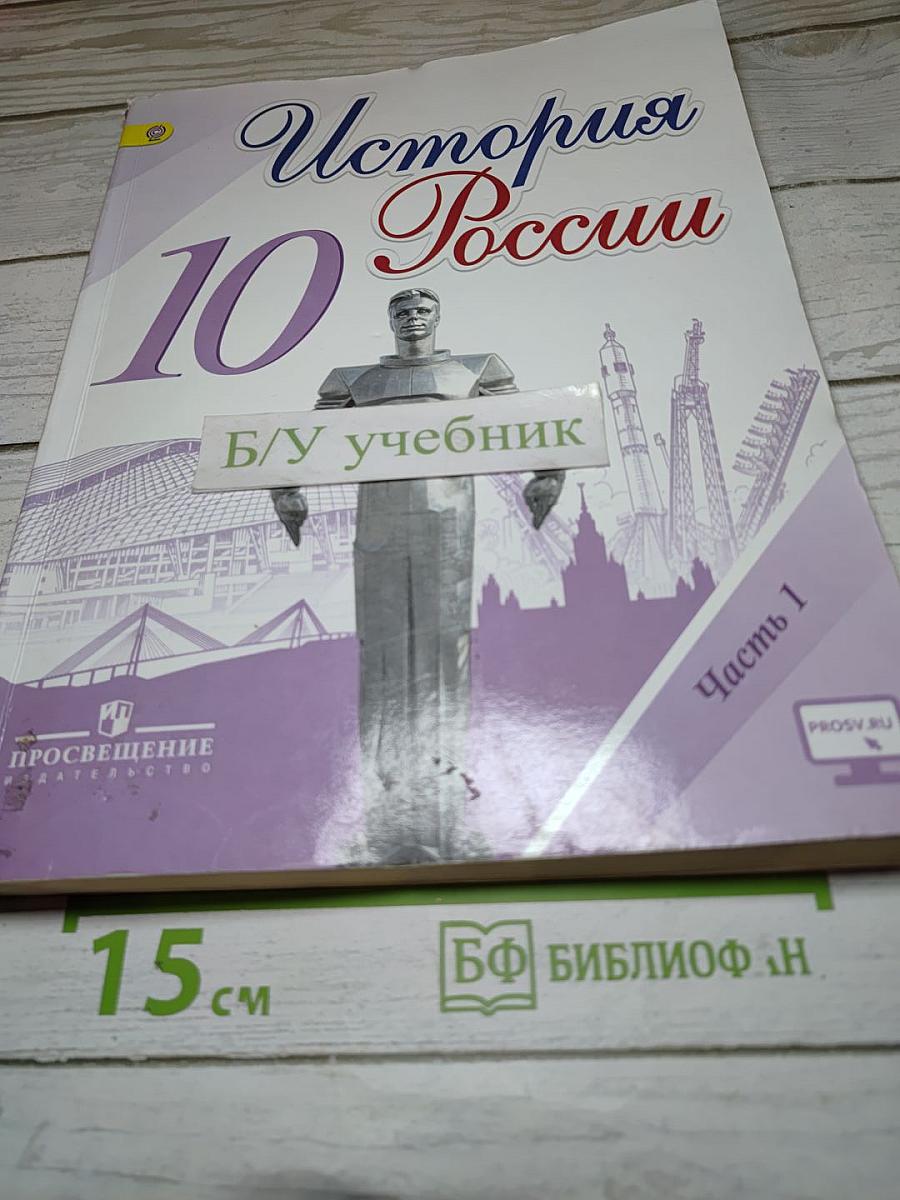 История
России
10
Б/У учебник
Часть 1
PROSV.RU
ПРОСВЕЩЕНИЕ
ИЗДАТЕЛЬСТВО
15 см
БФ